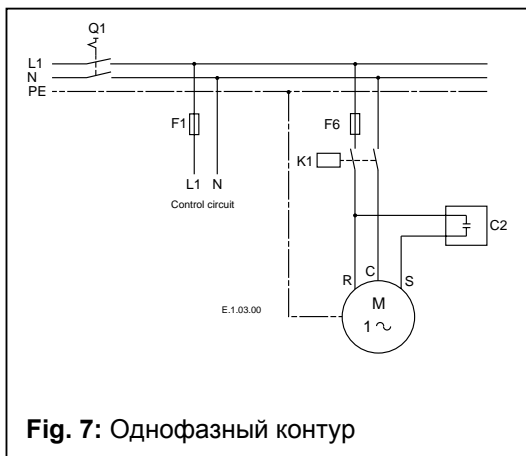 Q1
L1
N
PE
F1
F6
K1
L1 N
Control circuit
C2
R C S
E.1.03.00
M
1 ~
Fig. 7: Однофазный контур